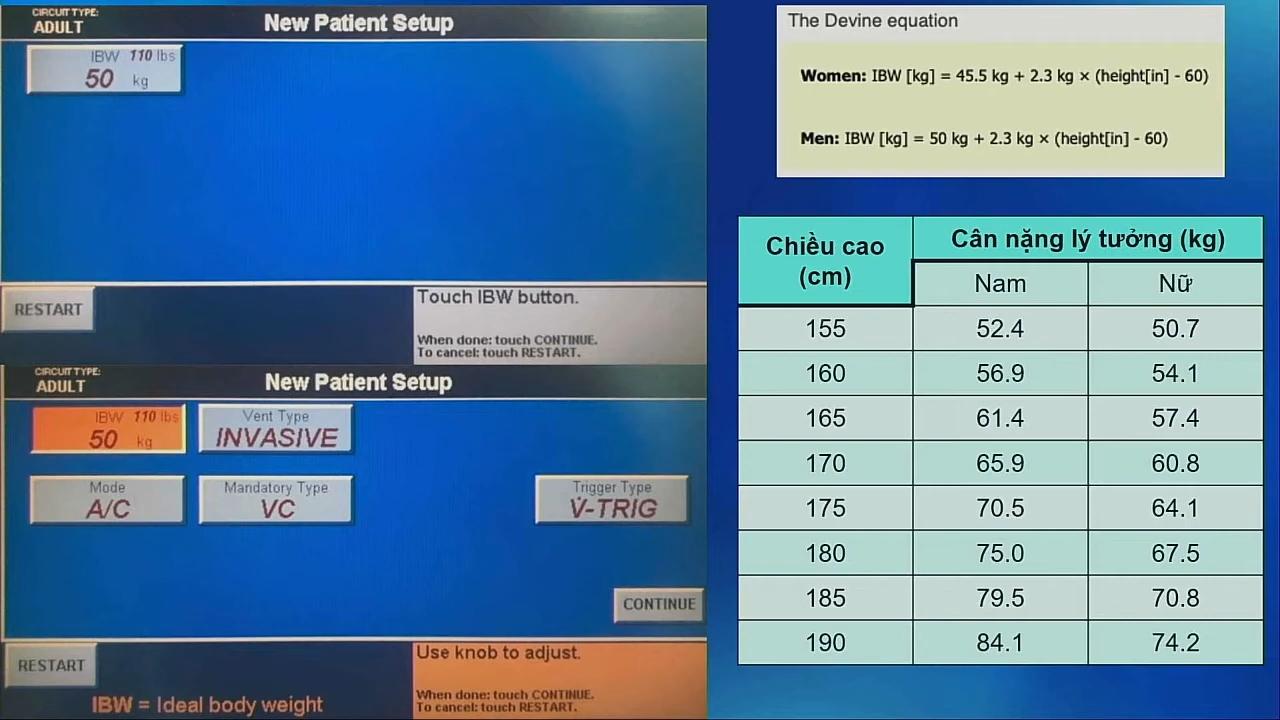 CIRCUIT TYPE:
ADULT
New Patient Setup
IBW 110 lbs
50 kg
RESTART
Touch IBW button.
When done: touch CONTINUE.
To cancel: touch RESTART.
CIRCUIT TYPE:
ADULT
New Patient Setup
IBW 110 lbs
50 kg
Vent Type
INVASIVE
Mode
A/C
Mandatory Type
VC
Trigger Type
V̇-TRIG
CONTINUE
RESTART
IBW = Ideal body weight
Use knob to adjust.
When done: touch CONTINUE.
To cancel: touch RESTART.
The Devine equation
Women: IBW [kg] = 45.5 kg + 2.3 kg × (height[in] - 60)
Men: IBW [kg] = 50 kg + 2.3 kg × (height[in] - 60)
Chiều cao
(cm)
Cân nặng lý tưởng (kg)
Nam Nữ
155 52.4 50.7
160 56.9 54.1
165 61.4 57.4
170 65.9 60.8
175 70.5 64.1
180 75.0 67.5
185 79.5 70.8
190 84.1 74.2